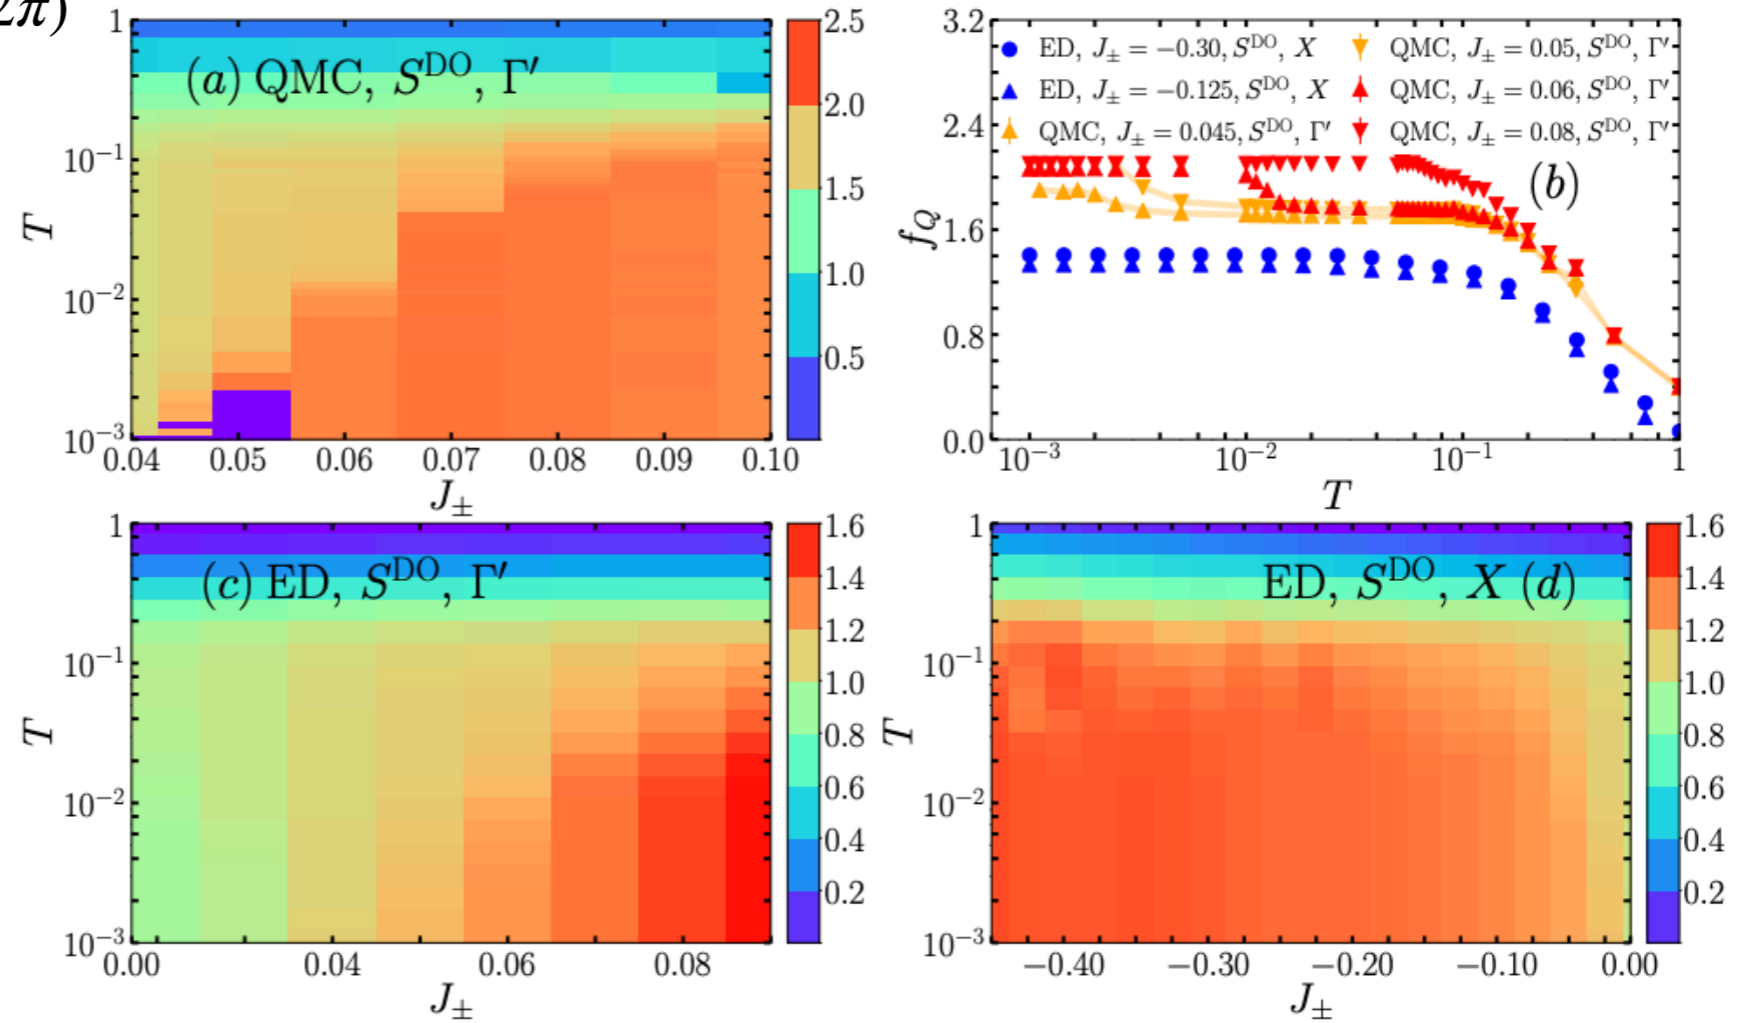 2π)
(a) QMC, S^DO, Γ′
1
10⁻¹
10⁻²
10⁻³
T
0.04 0.05 0.06 0.07 0.08 0.09 0.10
J±
2.5
2.0
1.5
1.0
0.5
3.2
2.4
1.6
0.8
0.0
f_Q
ED, J± = −0.30, S^DO, X
ED, J± = −0.125, S^DO, X
QMC, J± = 0.045, S^DO, Γ′
QMC, J± = 0.05, S^DO, Γ′
QMC, J± = 0.06, S^DO, Γ′
QMC, J± = 0.08, S^DO, Γ′
(b)
10⁻³ 10⁻² 10⁻¹ 1
T
(c) ED, S^DO, Γ′
1
10⁻¹
10⁻²
10⁻³
T
0.00 0.04 0.06 0.08
J±
1.6
1.4
1.2
1.0
0.8
0.6
0.4
0.2
ED, S^DO, X (d)
1
10⁻¹
10⁻²
10⁻³
T
−0.40 −0.30 −0.20 −0.10 0.00
J±
1.6
1.4
1.2
1.0
0.8
0.6
0.4
0.2